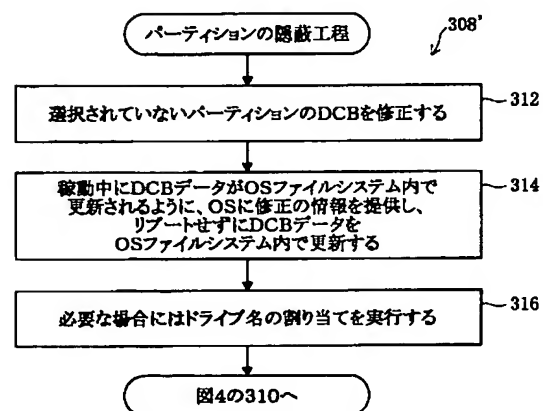 パーティションの隠蔽工程
308'
選択されていないパーティションのDCBを修正する
312
稼動中にDCBデータがOSファイルシステム内で
更新されるように、OSに修正の情報を提供し、
リブートせずにDCBデータを
OSファイルシステム内で更新する
314
必要な場合にはドライブ名の割り当てを実行する
316
図4の310へ